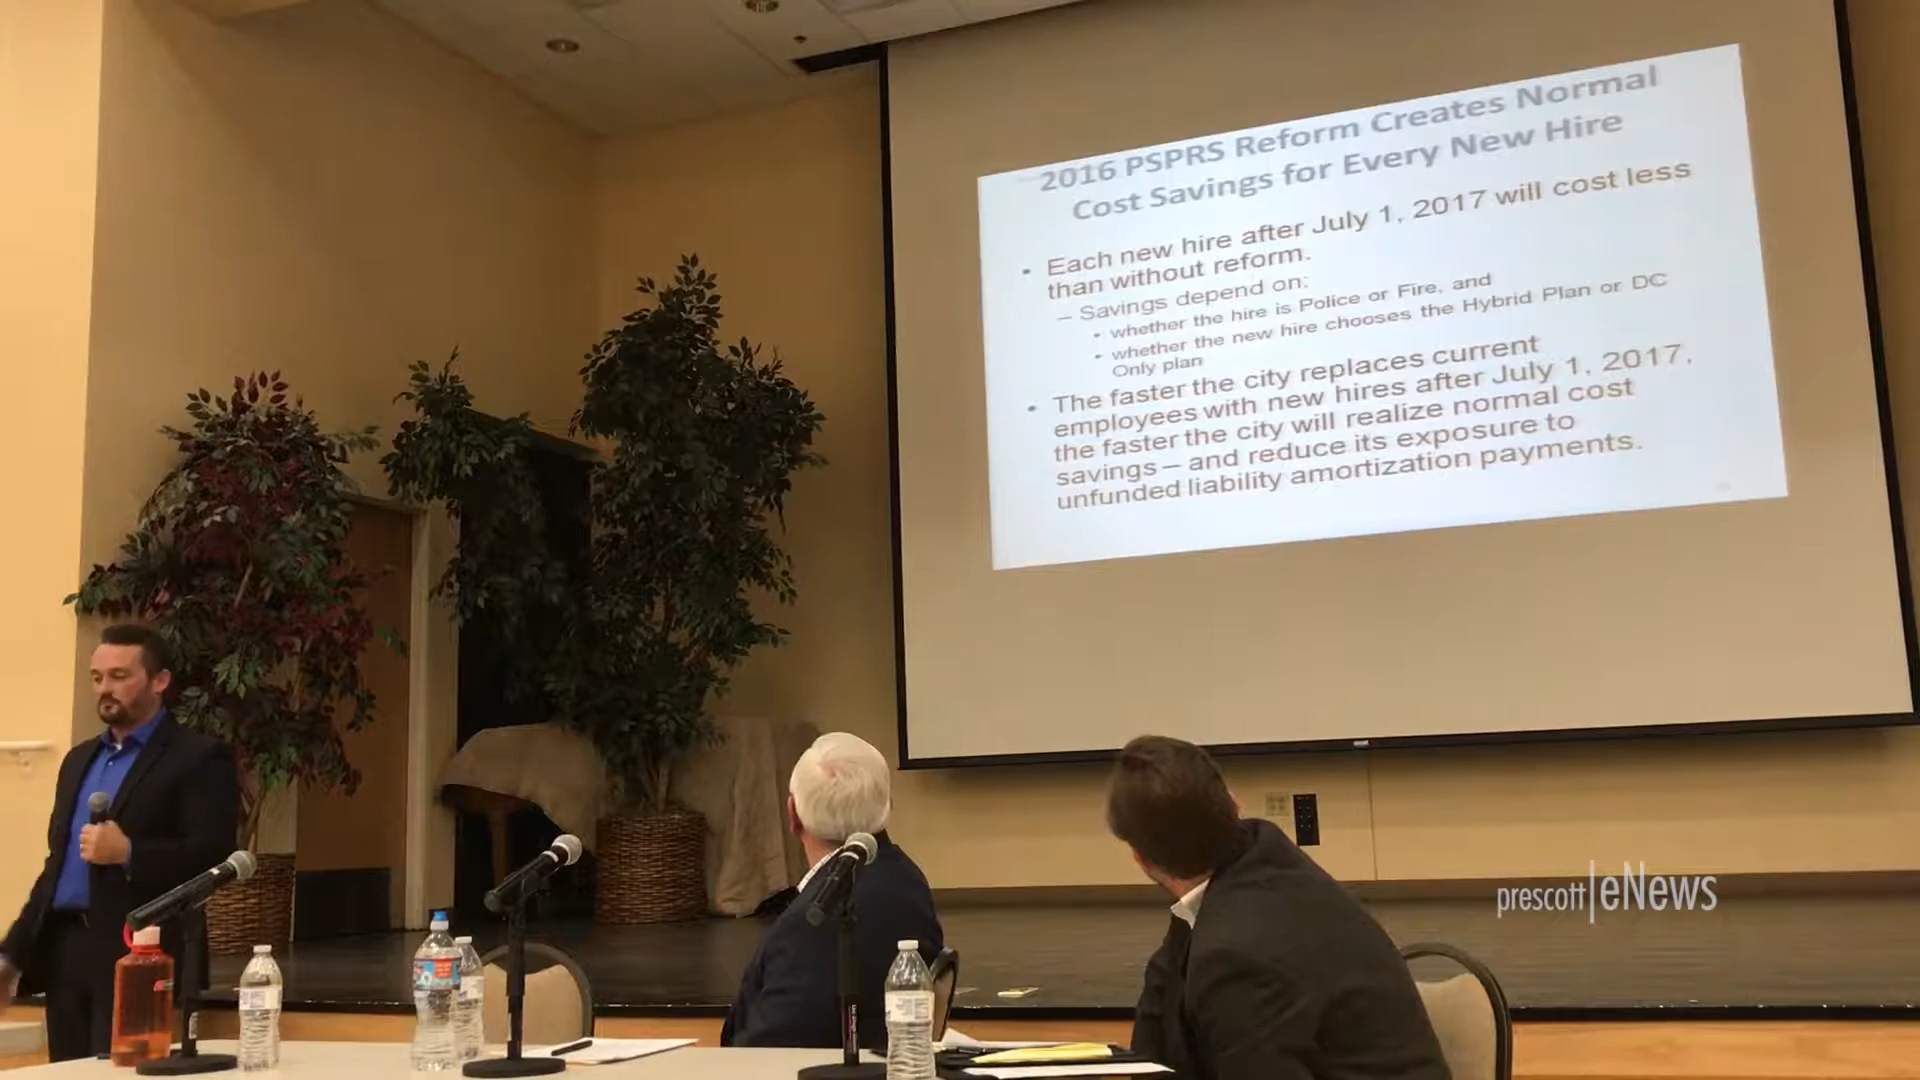 2016 PSPRS Reform Creates Normal
Cost Savings for Every New Hire
• Each new hire after July 1, 2017 will cost less
than without reform.
– Savings depend on:
• whether the hire is Police or Fire, and
• whether the new hire chooses the Hybrid Plan or DC
Only plan
• The faster the city replaces current
employees with new hires after July 1, 2017,
the faster the city will realize normal cost
savings – and reduce its exposure to
unfunded liability amortization payments.
prescott|eNews